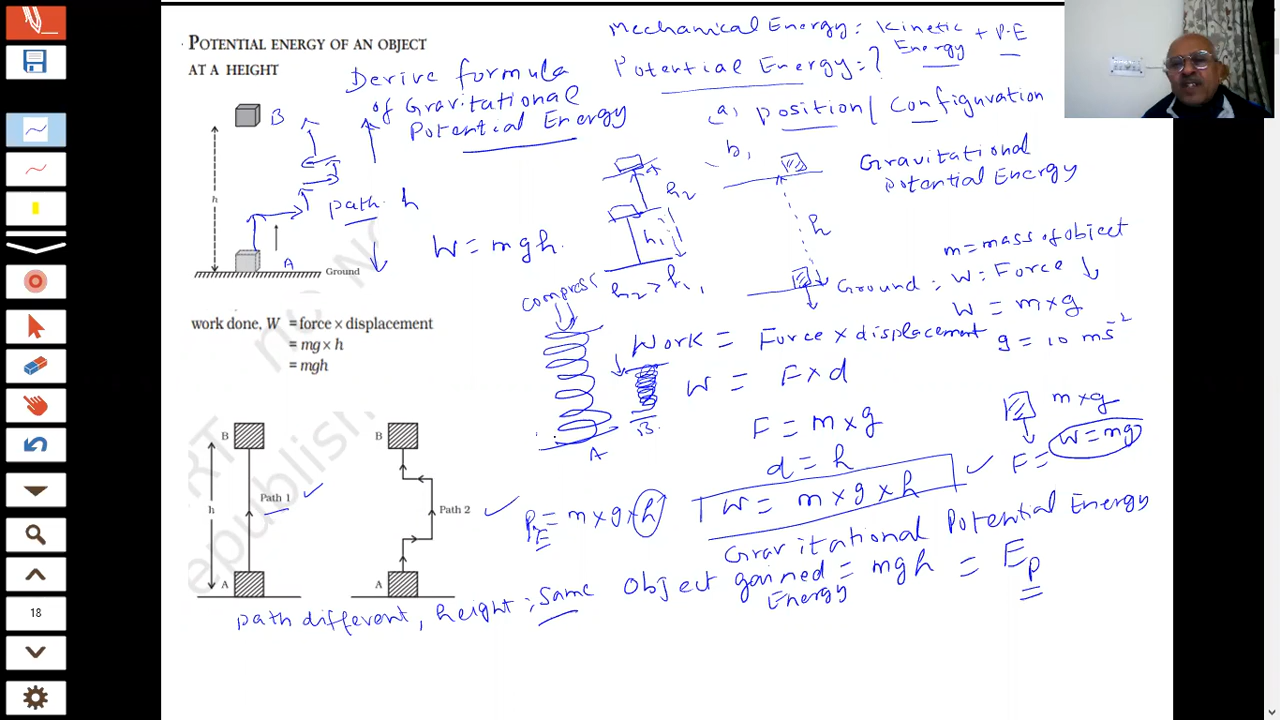 POTENTIAL ENERGY OF AN OBJECT
AT A HEIGHT
Derive formula
of Gravitational
Potential Energy
B
h
path h
A
Ground
W = mgh.
work done, W = force × displacement
= mg × h
= mgh
B
h
Path 1
A
B
Path 2
A
path different, height : Same
Mechanical Energy = Kinetic + P.E
Energy
Potential Energy = ?
(a) position / Configuration
b)
Gravitational
Potential Energy
h2
h1
h2 > h1
h
Ground
m = mass of object
W : Force ↓
W = m × g
g = 10 ms-2
compress
A
B
Work = Force × displacement
W = F × d
F = m × g
d = h
W = m × g × h
m × g
W = mg
F =
PE = m × g × h
Gravitational Potential Energy
Object gained = mgh = Ep
Energy
18